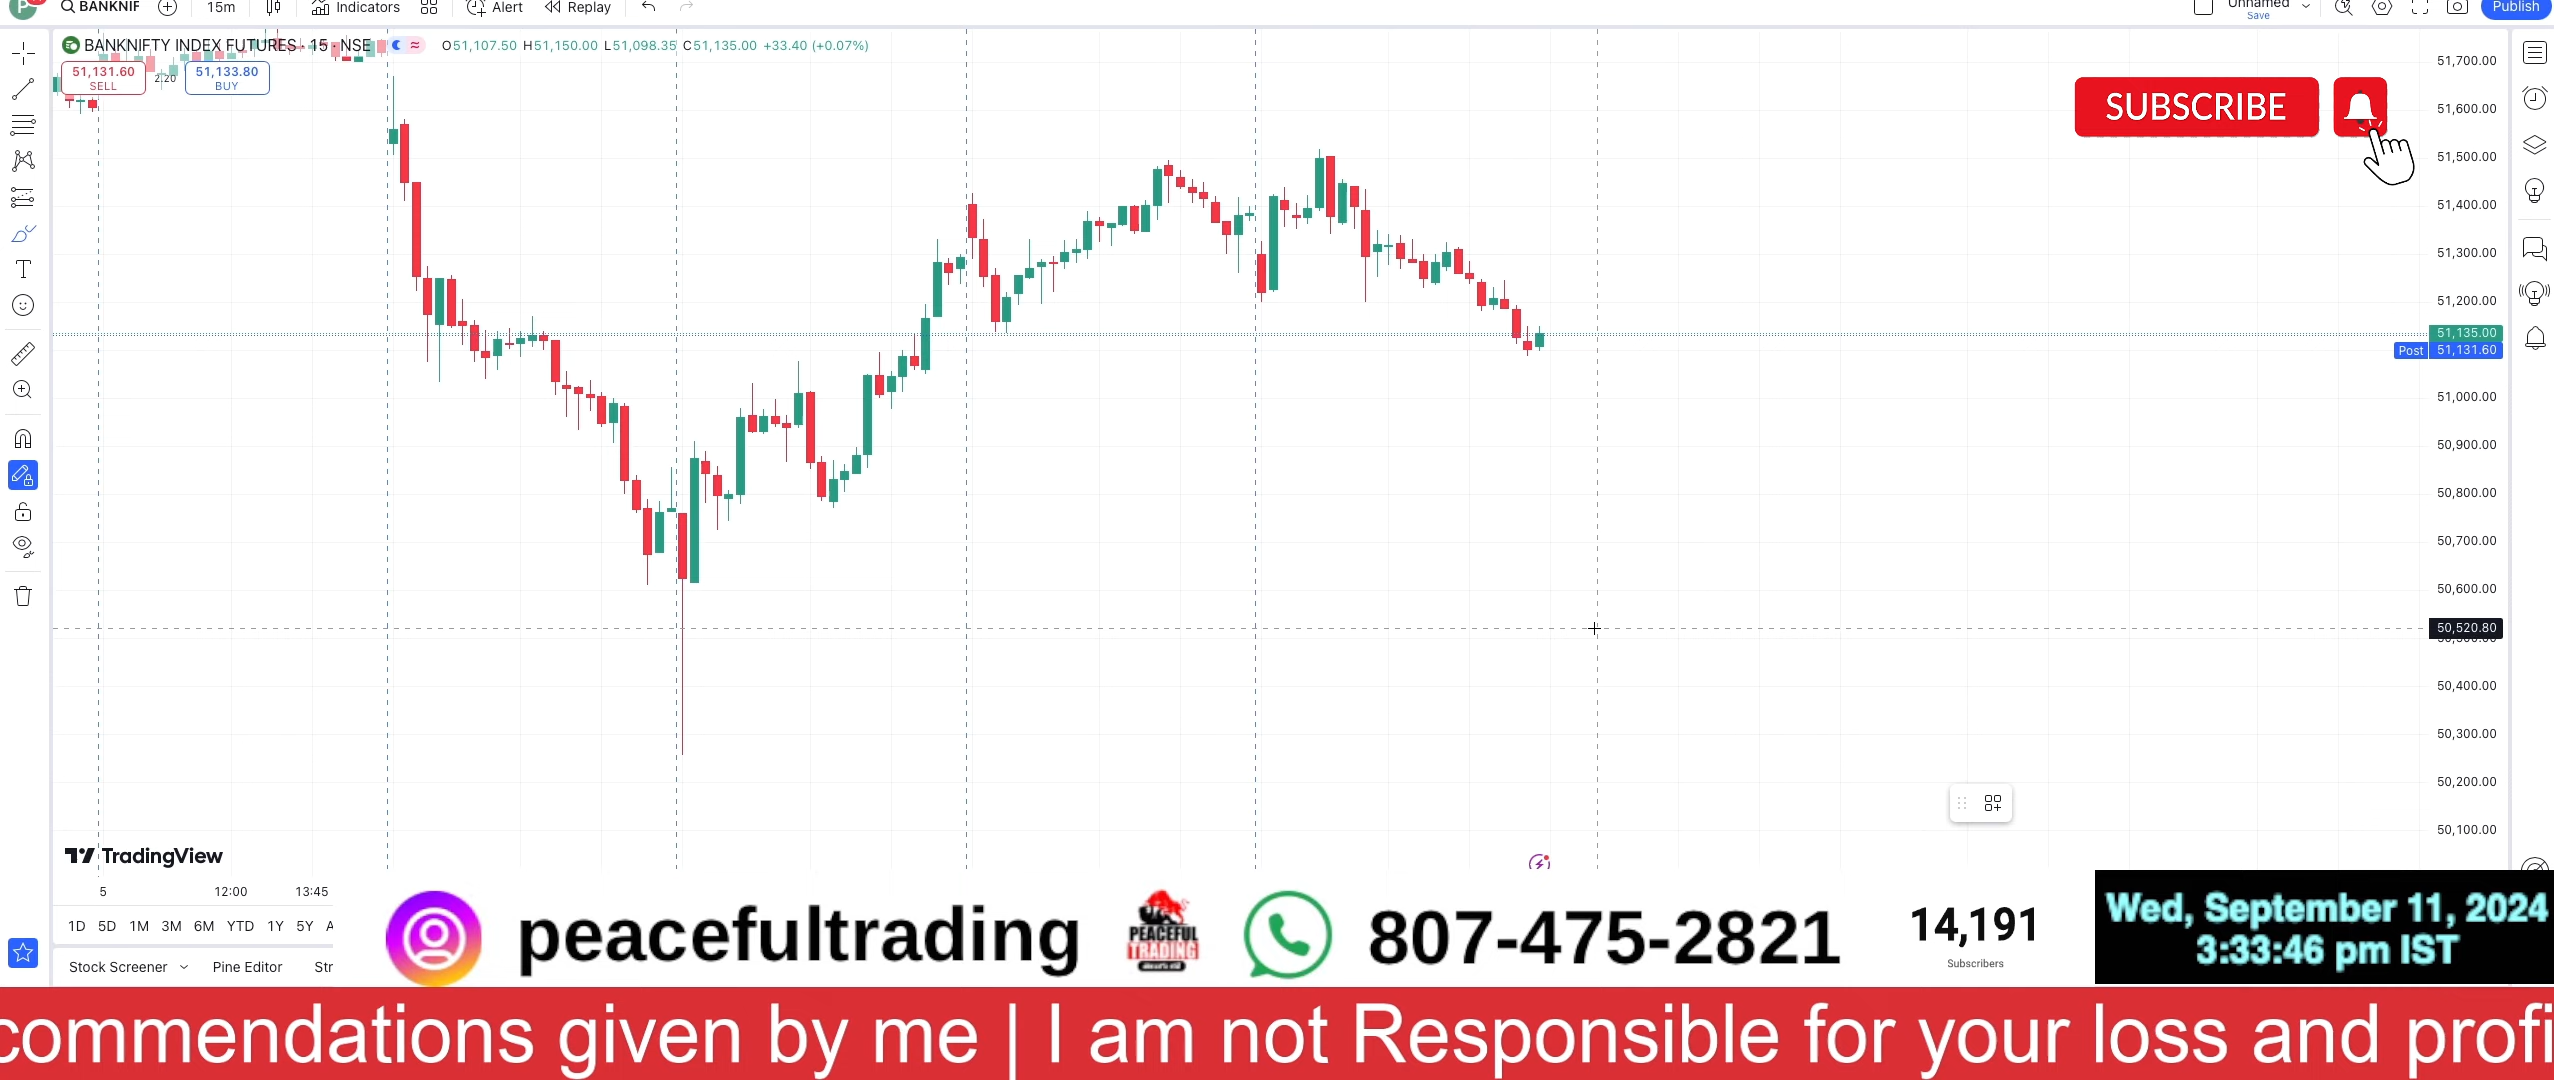 BANKNIF
15m
Indicators
Alert
Replay
Unnamed
Save
Publish
BANKNIFTY INDEX FUTURES · 15 · NSE
O51,107.50 H51,150.00 L51,098.35 C51,135.00 +33.40 (+0.07%)
51,131.60
SELL
2.20
51,133.80
BUY
SUBSCRIBE
51,700.00
51,600.00
51,500.00
51,400.00
51,300.00
51,200.00
51,135.00
Post 51,131.60
51,000.00
50,900.00
50,800.00
50,700.00
50,600.00
50,520.80
50,400.00
50,300.00
50,200.00
50,100.00
TradingView
5 12:00 13:45
1D 5D 1M 3M 6M YTD 1Y 5Y A
Stock Screener Pine Editor Str
peacefultrading
PEACEFUL
TRADING
807-475-2821
14,191
Subscribers
Wed, September 11, 2024
3:33:46 pm IST
commendations given by me | I am not Responsible for your loss and profi